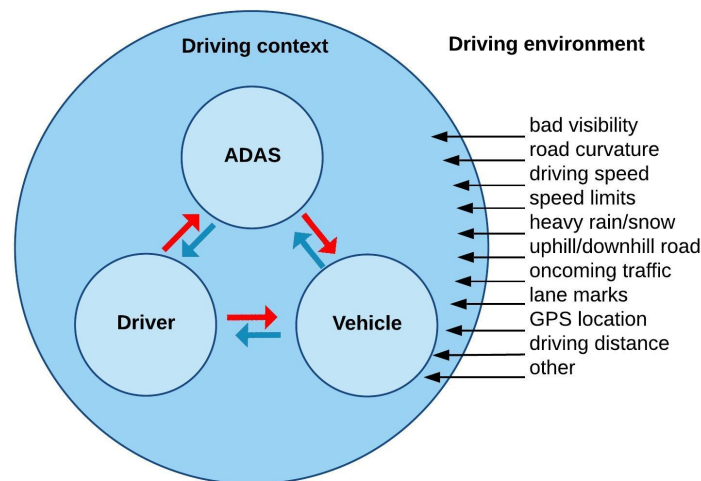 Driving context
Driving environment
ADAS
Driver
Vehicle
bad visibility
road curvature
driving speed
speed limits
heavy rain/snow
uphill/downhill road
oncoming traffic
lane marks
GPS location
driving distance
other